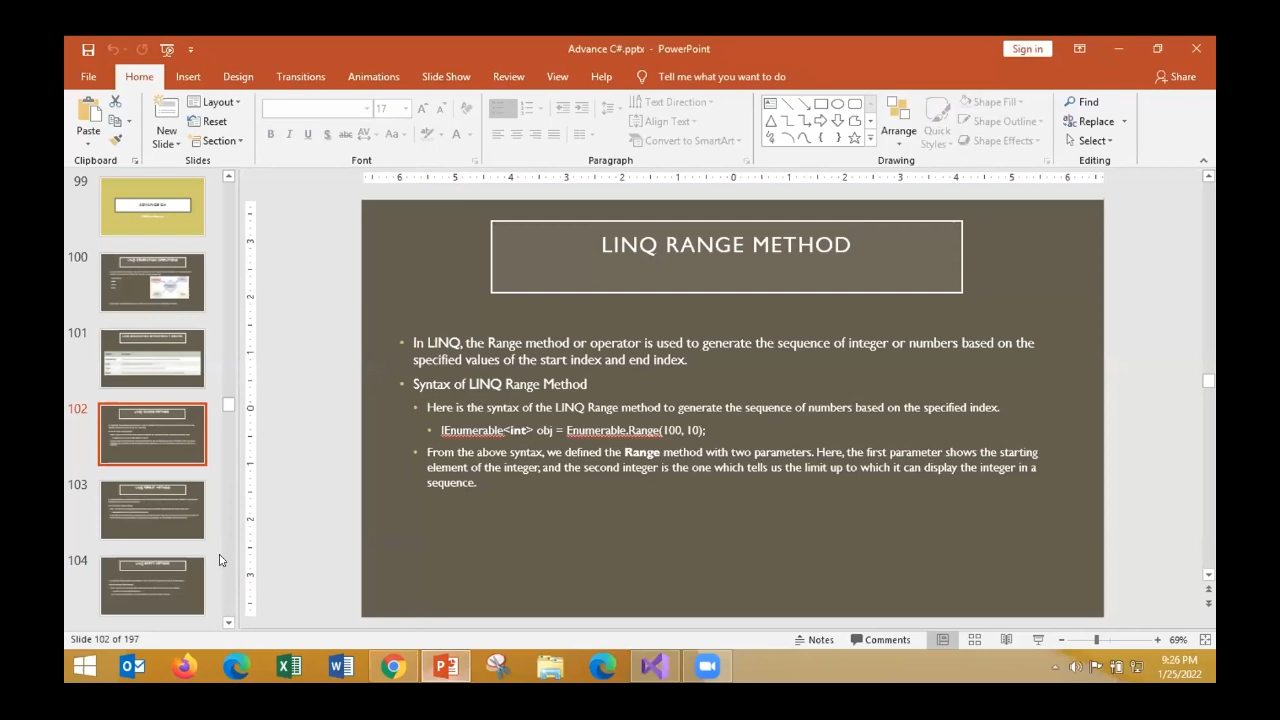 Advance C#.pptx - PowerPoint
Sign in
File
Home
Insert
Design
Transitions
Animations
Slide Show
Review
View
Help
Tell me what you want to do
Share
Paste
New Slide
Layout
Reset
Section
17
Text Direction
Align Text
Convert to SmartArt
Arrange
Quick Styles
Shape Fill
Shape Outline
Shape Effects
Find
Replace
Select
Clipboard
Slides
Font
Paragraph
Drawing
Editing
99
100
101
102
103
104
LINQ RANGE METHOD
In LINQ, the Range method or operator is used to generate the sequence of integer or numbers based on the
specified values of the start index and end index.
Syntax of LINQ Range Method
Here is the syntax of the LINQ Range method to generate the sequence of numbers based on the specified index.
IEnumerable<int> obj = Enumerable.Range(100, 10);
From the above syntax, we defined the Range method with two parameters. Here, the first parameter shows the starting
element of the integer, and the second integer is the one which tells us the limit up to which it can display the integer in a
sequence.
Slide 102 of 197
Notes
Comments
69%
9:26 PM
1/25/2022